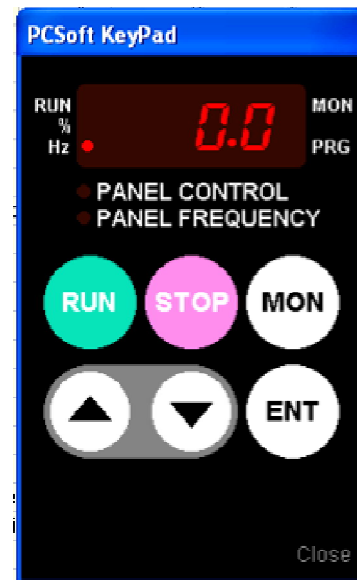 PCSoft KeyPad
RUN
%
Hz
0.0
MON
PRG
PANEL CONTROL
PANEL FREQUENCY
RUN STOP MON
ENT
Close